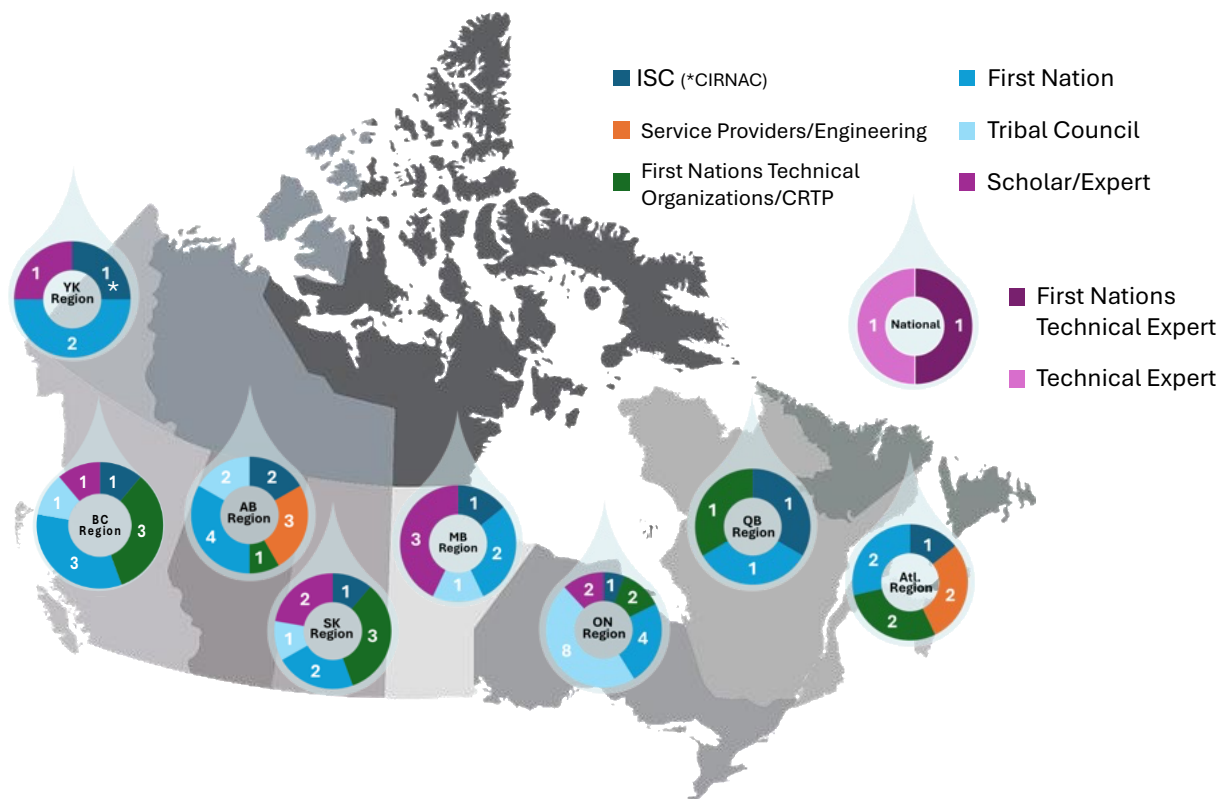 ISC (*CIRNAC)
First Nation
Service Providers/Engineering
Tribal Council
First Nations Technical
Organizations/CRTP
Scholar/Expert
1
1
*
YK
Region
2
1
National
1
First Nations
Technical Expert
Technical Expert
1
1
1
BC
Region
3
3
2
2
AB
Region
4
3
1
1
3
MB
Region
2
1
2
1
SK
Region
1
3
2
2
1
2
ON
Region
8
4
1
1
QB
Region
1
2
1
Atl.
Region
2
2